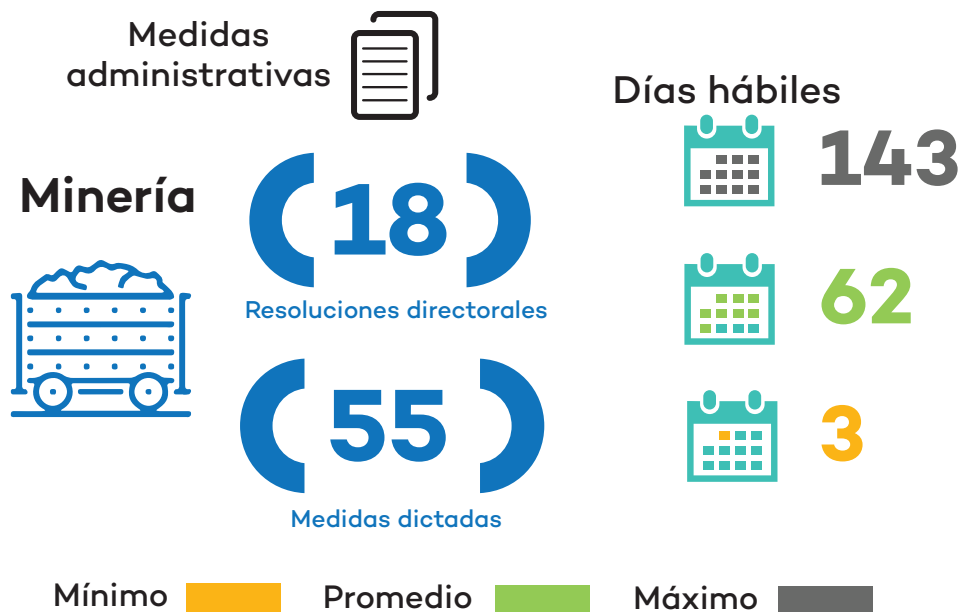 Medidas
administrativas
Minería
18
Resoluciones directorales
55
Medidas dictadas
Días hábiles
143
62
3
Mínimo
Promedio
Máximo